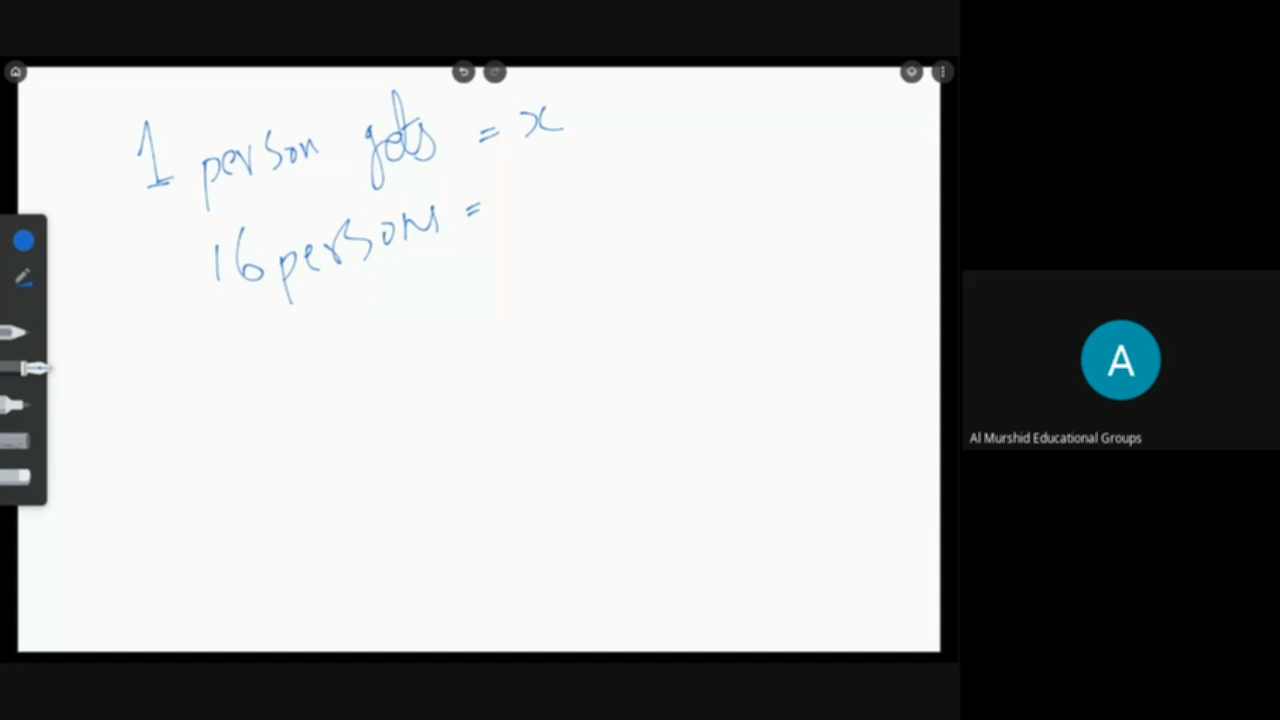 1 person gets = x
16 persons =
A
Al Murshid Educational Groups